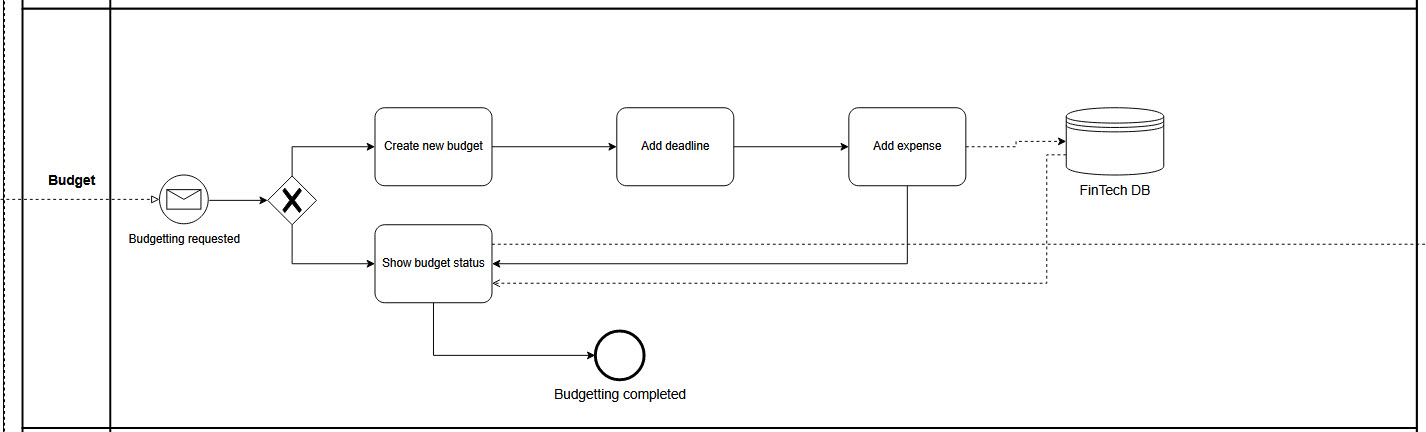 Create new budget
Add deadline
Add expense
Budget
FinTech DB
Budgetting requested
Show budget status
Budgetting completed